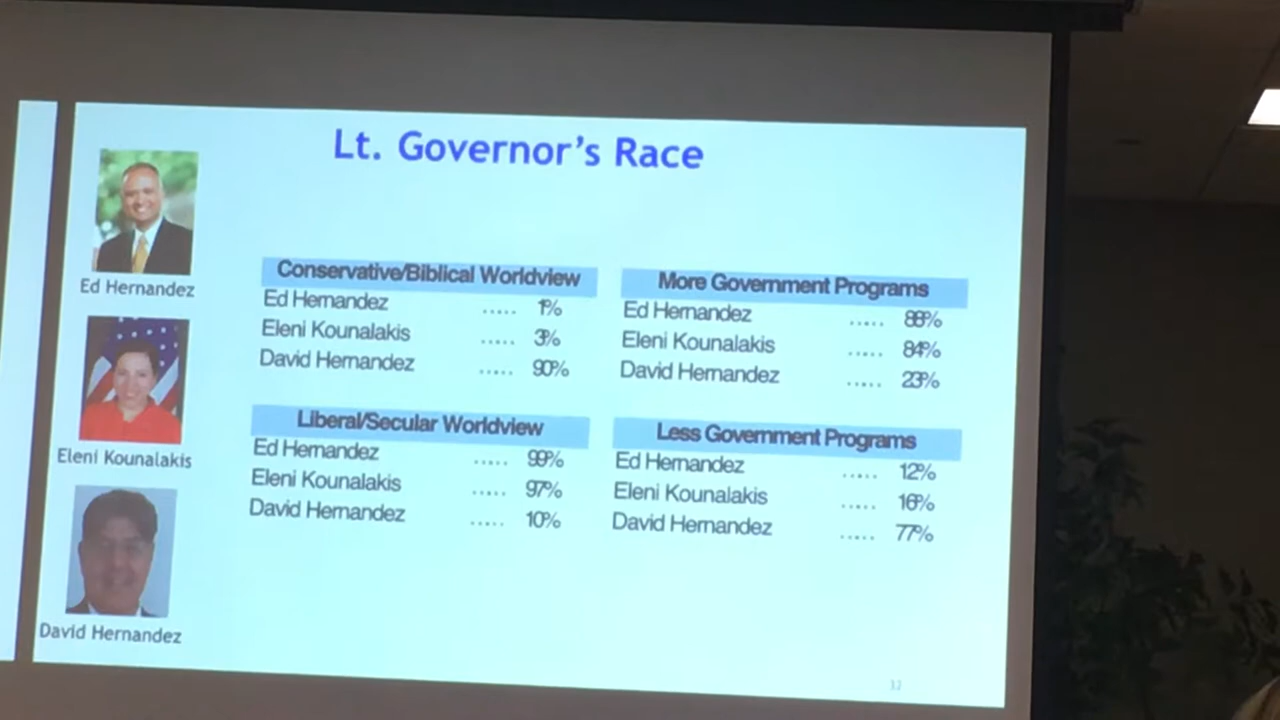 Lt. Governor's Race
Ed Hernandez
Eleni Kounalakis
David Hernandez
Conservative/Biblical Worldview
Ed Hernandez ..... 1%
Eleni Kounalakis ..... 3%
David Hernandez ..... 90%
More Government Programs
Ed Hernandez ..... 88%
Eleni Kounalakis ..... 84%
David Hernandez ..... 23%
Liberal/Secular Worldview
Ed Hernandez ..... 99%
Eleni Kounalakis ..... 97%
David Hernandez ..... 10%
Less Government Programs
Ed Hernandez ..... 12%
Eleni Kounalakis ..... 16%
David Hernandez ..... 77%